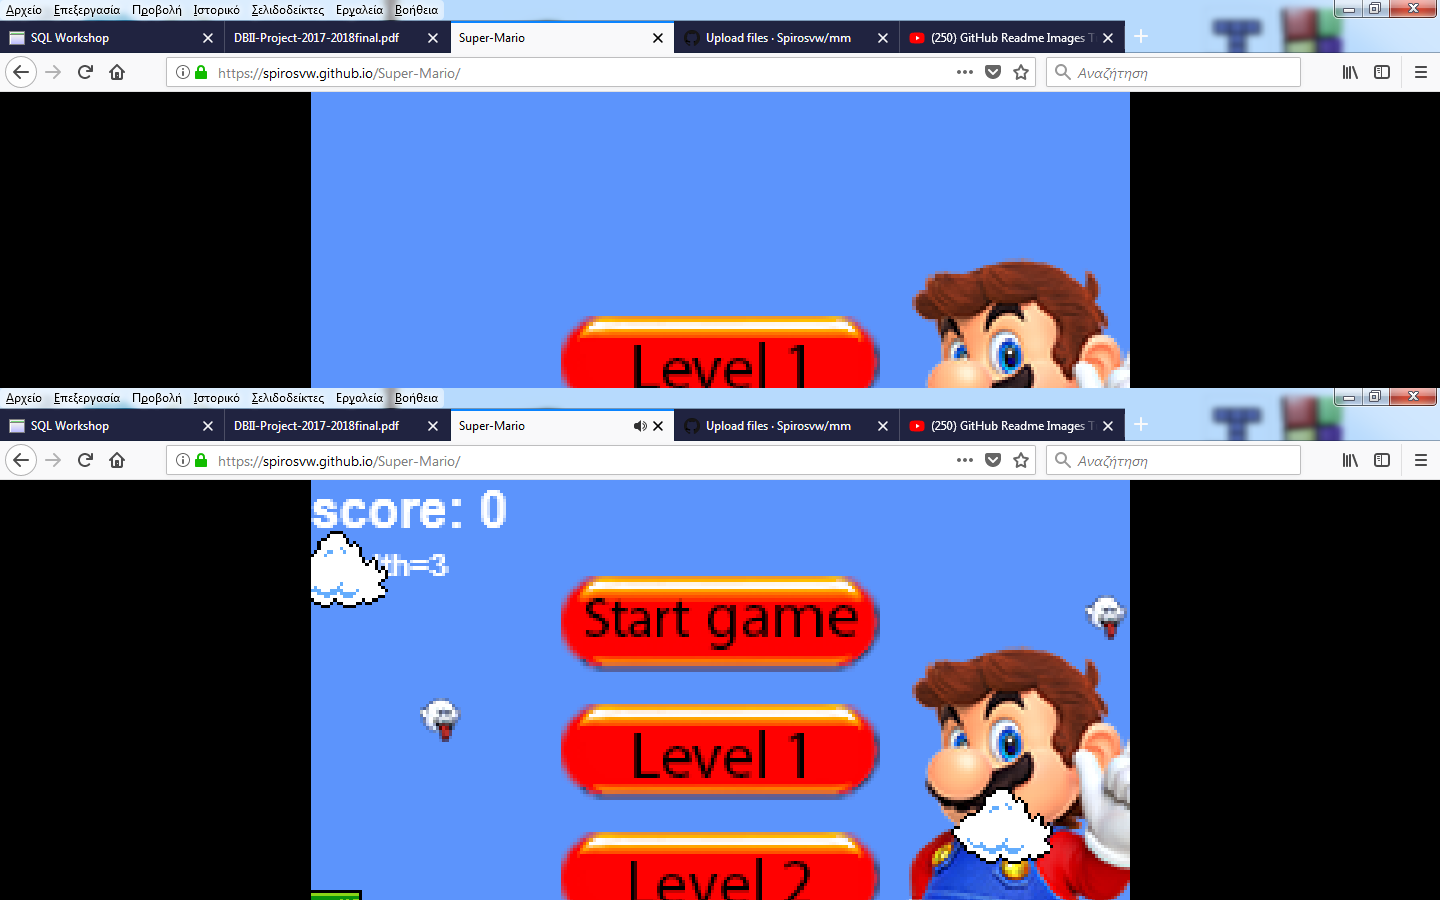 Αρχείο Επεξεργασία Προβολή Ιστορικό Σελιδοδείκτες Εργαλεία Βοήθεια
SQL Workshop DBII-Project-2017-2018final.pdf Super-Mario Upload files · Spirosvw/mm (250) GitHub Readme Images T
https://spirosvw.github.io/Super-Mario/ Αναζήτηση
Level 1
Αρχείο Επεξεργασία Προβολή Ιστορικό Σελιδοδείκτες Εργαλεία Βοήθεια
SQL Workshop DBII-Project-2017-2018final.pdf Super-Mario Upload files · Spirosvw/mm (250) GitHub Readme Images T
https://spirosvw.github.io/Super-Mario/ Αναζήτηση
score: 0
lth=3
Start game
Level 1
Level 2